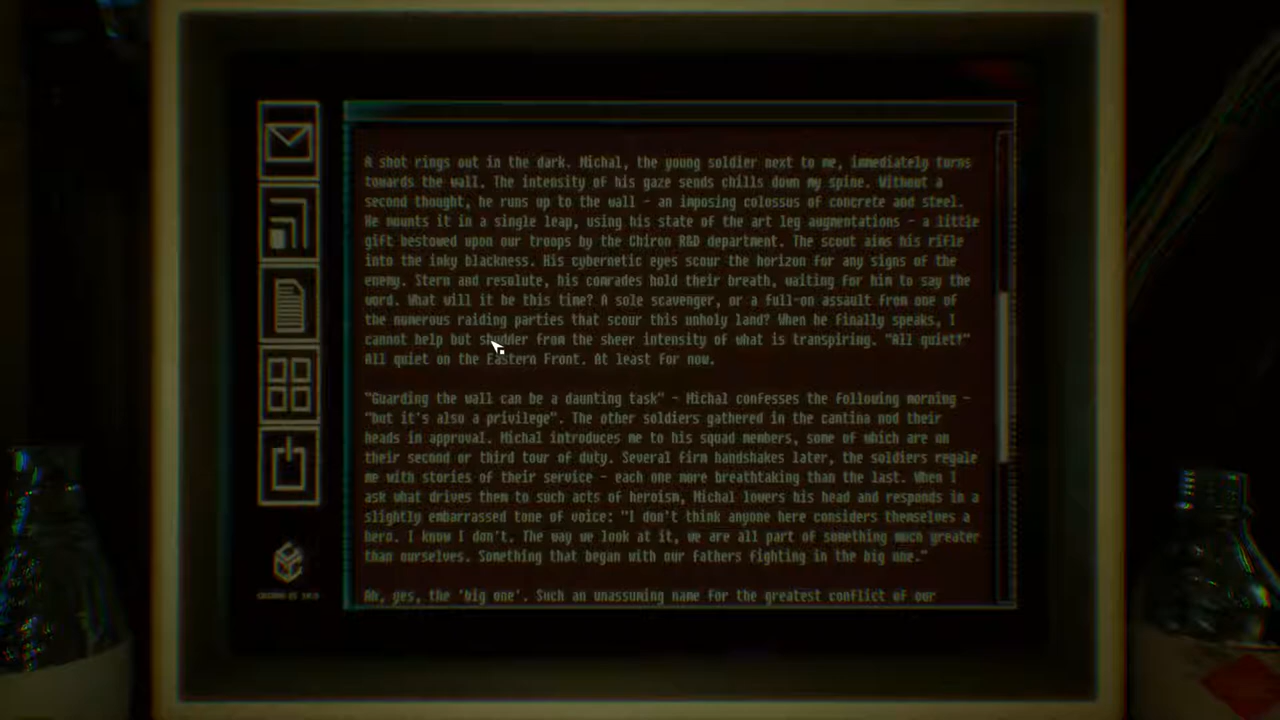 A shot rings out in the dark. Michal, the young soldier next to me, immediately turns
towards the wall. The intensity of his gaze sends chills down my spine. Without a
second thought, he runs up to the wall - an imposing colossus of concrete and steel.
He mounts it in a single leap, using his state of the art leg augmentations - a little
gift bestowed upon our troops by the Chiron R&D department. The scout aims his rifle
into the inky blackness. His cybernetic eyes scour the horizon for any signs of the
enemy. Stern and resolute, his comrades hold their breath, waiting for him to say the
word. What will it be this time? A sole scavenger, or a full-on assault from one of
the numerous raiding parties that scour this unholy land? When he finally speaks, I
cannot help but shudder from the sheer intensity of what is transpiring. "All quiet!"
All quiet on the Eastern Front. At least for now.
"Guarding the wall can be a daunting task" - Michal confesses the following morning -
"but it's also a privilege". The other soldiers gathered in the cantina nod their
heads in approval. Michal introduces me to his squad members, some of which are on
their second or third tour of duty. Several firm handshakes later, the soldiers regale
me with stories of their service - each one more breathtaking than the last. When I
ask what drives them to such acts of heroism, Michal lowers his head and responds in a
slightly embarrassed tone of voice: "I don't think anyone here considers themselves a
hero. I know I don't. The way we look at it, we are all part of something much greater
than ourselves. Something that began with our fathers fighting in the big one."
Ah, yes, the 'big one'. Such an unassuming name for the greatest conflict of our